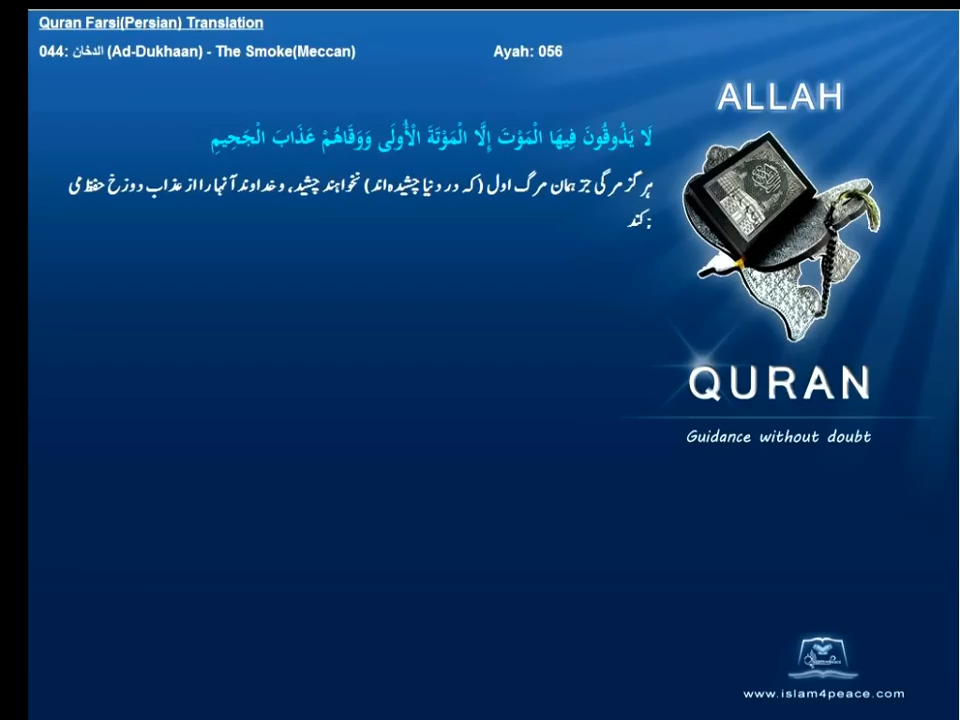 Quran Farsi(Persian) Translation
044: الدخان (Ad-Dukhaan) - The Smoke(Meccan) Ayah: 056
ALLAH
لَا يَذُوقُونَ فِيهَا الْمَوْتَ إِلَّا الْمَوْتَةَ الْأُولَى وَوَقَاهُمْ عَذَابَ الْجَحِيمِ
هرگز مرگی جز همان مرگ اول (که در دنیا چشیده‌اند) نخواهند چشید، و خداوند آنها را از عذاب دوزخ حفظ می
کند;
QURAN
Guidance without doubt
www.islam4peace.com